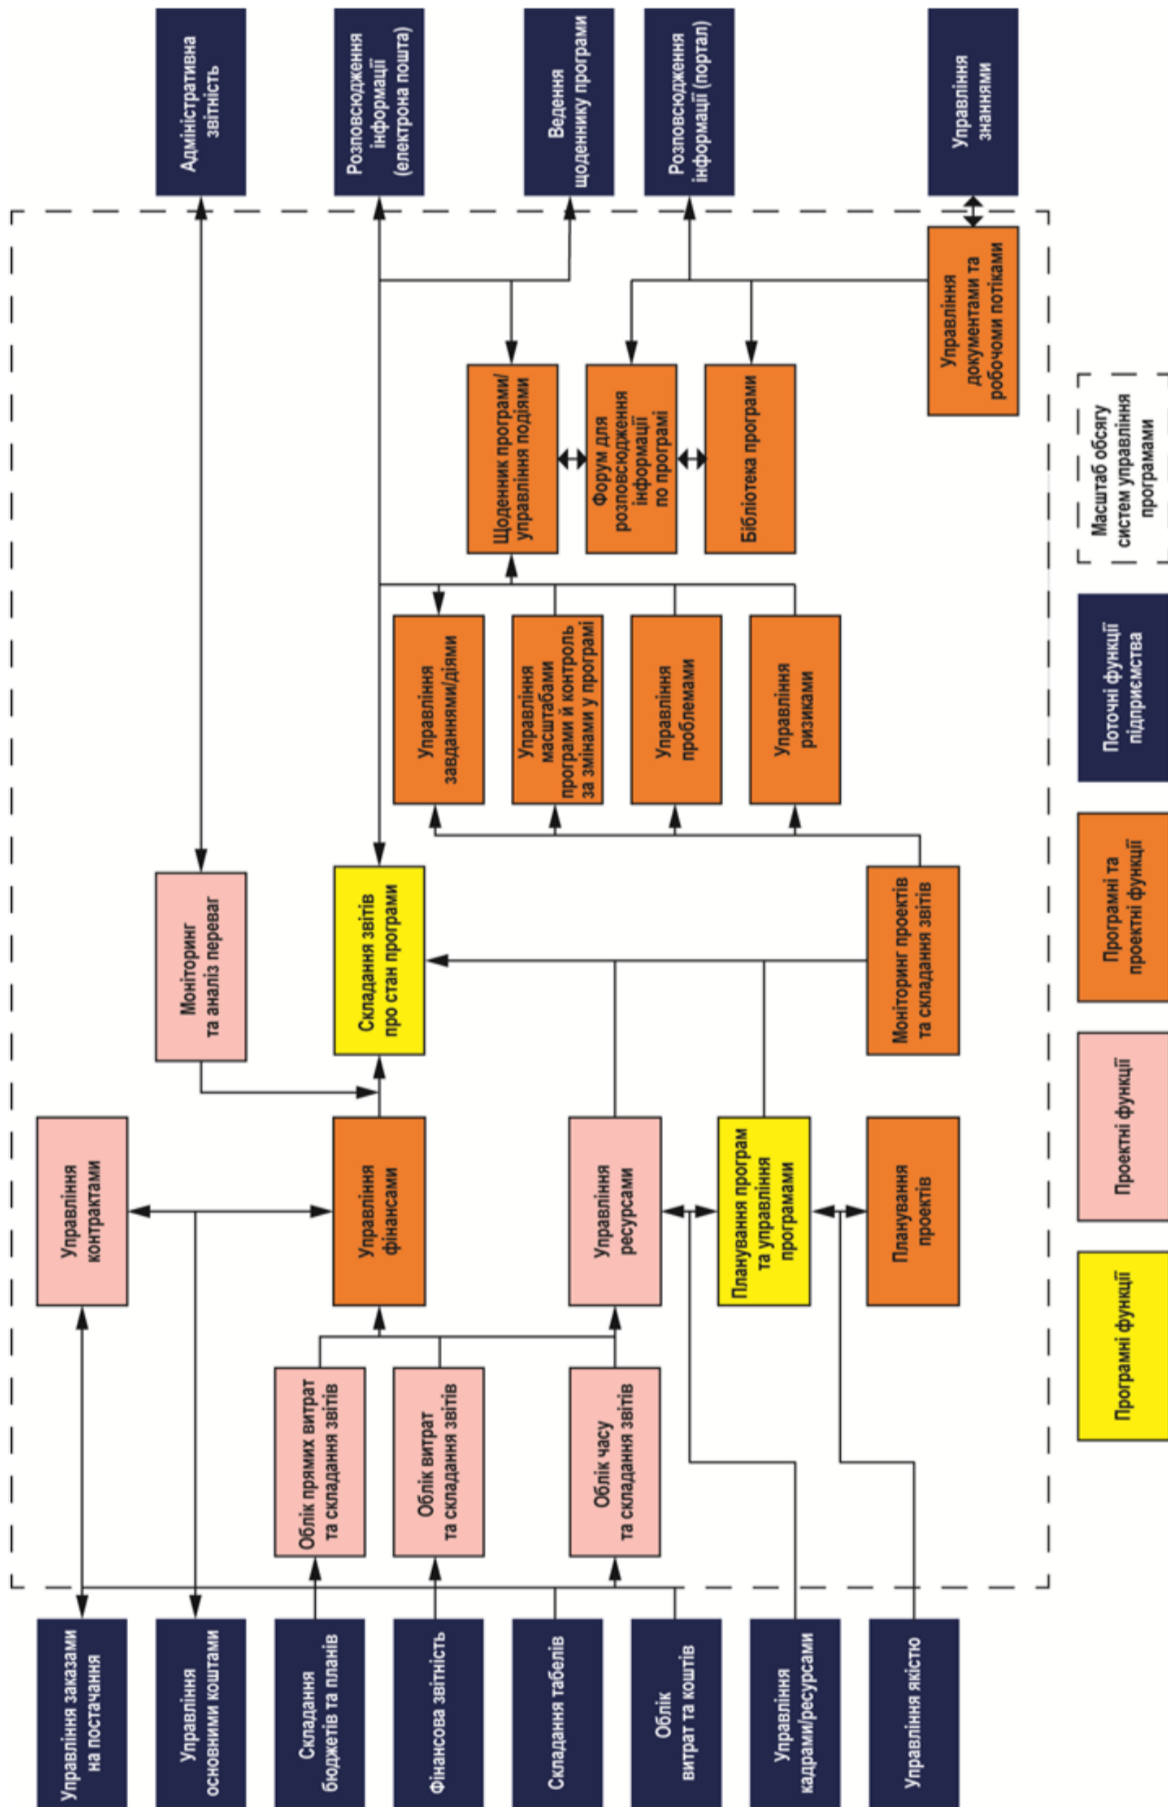 Управління заказами
на постачання
Управління
основними коштами
Складання
бюджетів та планів
Фінансова звітність
Складання табелів
Облік
витрат та коштів
Управління
кадрами/ресурсами
Управління якістю
Облік прямих витрат
та складання звітів
Облік витрат
та складання звітів
Облік часу
та складання звітів
Управління
контрактами
Управління
фінансами
Управління
ресурсами
Планування програм
та управління
програмами
Планування
проектів
Моніторинг
та аналіз переваг
Складання звітів
про стан програми
Моніторинг проектів
та складання звітів
Управління
завданнями/діями
Управління
масштабами
програми й контроль
за змінами у програмі
Управління
проблемами
Управління
ризиками
Щоденник програми/
управління подіями
Форум для
розповсюдження
інформації
по програмі
Бібліотека програми
Управління
документами та
робочоми потіками
Адміністративна
звітність
Розповсюдження
інформації
(електрона пошта)
Ведення
щоденнику програми
Розповсюдження
інформації (портал)
Управління
знаннями
Програмні функції
Проектні функції
Програмні та
проектні функції
Поточні функції
підприємства
Масштаб обсягу
систем управління
програмами